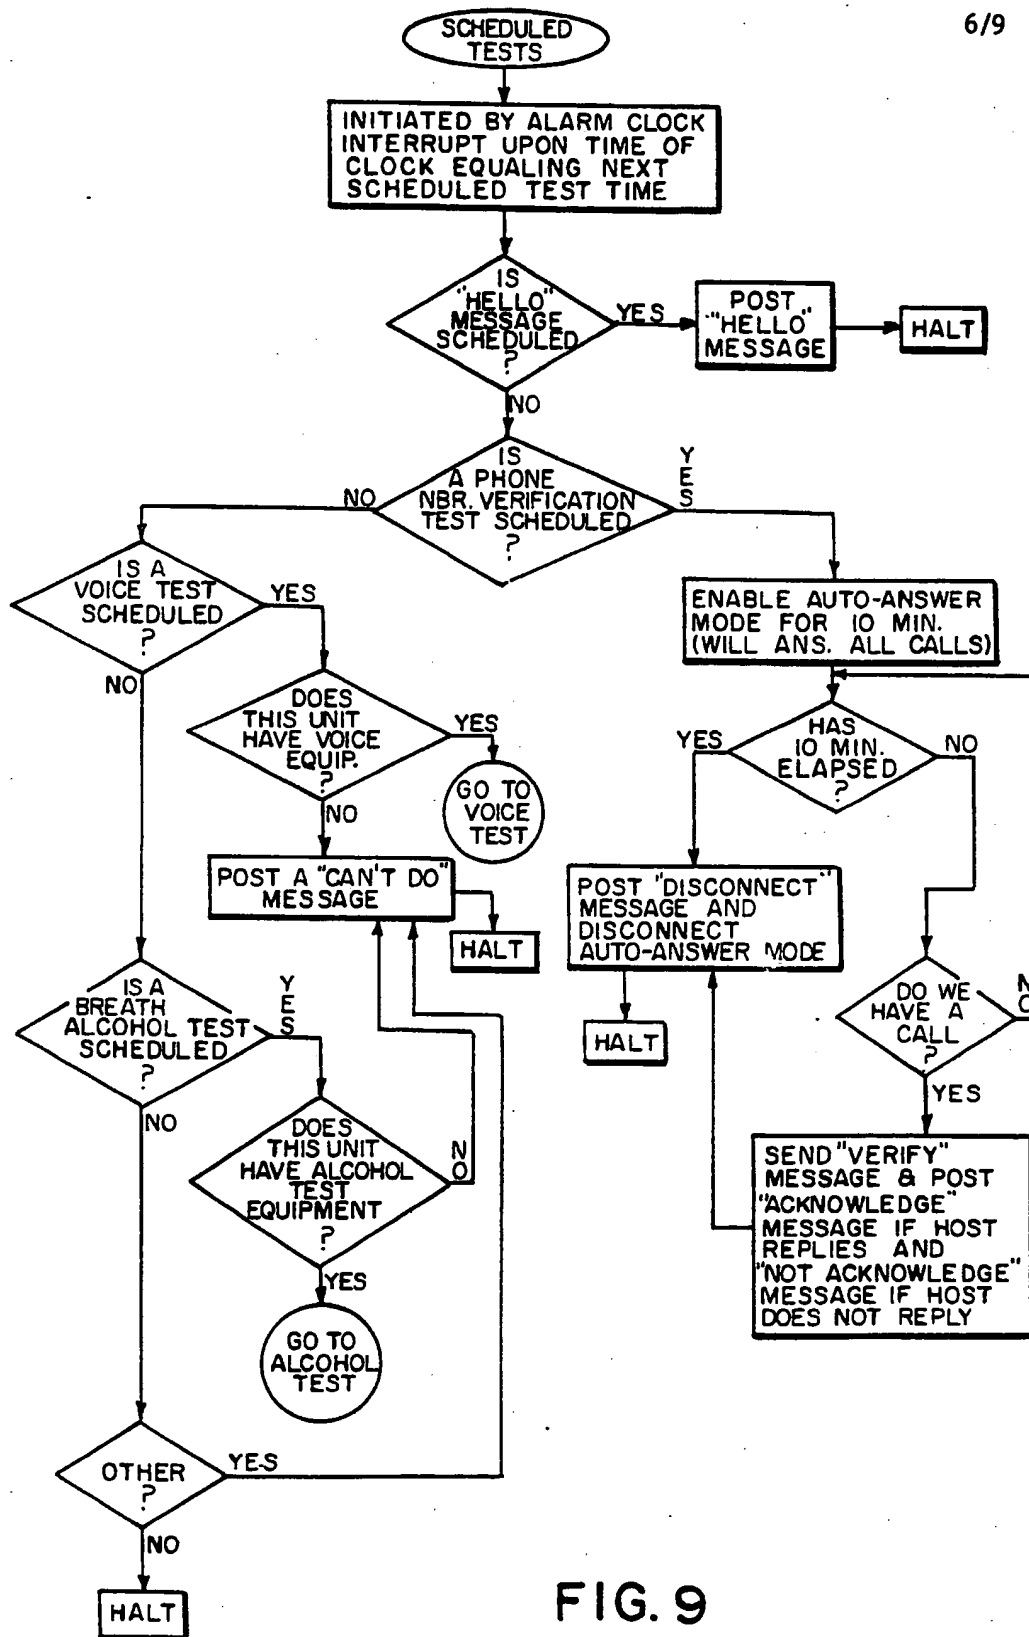 6/9
SCHEDULED
TESTS
INITIATED BY ALARM CLOCK
INTERRUPT UPON TIME OF
CLOCK EQUALING NEXT
SCHEDULED TEST TIME
IS
"HELLO"
MESSAGE
SCHEDULED
?
YES
POST
"HELLO"
MESSAGE
HALT
NO
IS
A PHONE
NBR. VERIFICATION
TEST SCHEDULED
?
NO
YES
IS A
VOICE TEST
SCHEDULED
?
YES
NO
ENABLE AUTO-ANSWER
MODE FOR 10 MIN.
(WILL ANS. ALL CALLS)
DOES
THIS UNIT
HAVE VOICE
EQUIP.
?
YES
NO
GO TO
VOICE
TEST
HAS
10 MIN.
ELAPSED
?
YES
NO
POST A "CAN'T DO"
MESSAGE
HALT
POST "DISCONNECT"
MESSAGE AND
DISCONNECT
AUTO-ANSWER MODE
HALT
DO WE
HAVE A
CALL
?
NO
YES
IS A
BREATH
ALCOHOL TEST
SCHEDULED
?
YES
NO
DOES
THIS UNIT
HAVE ALCOHOL
TEST
EQUIPMENT
?
NO
YES
SEND "VERIFY"
MESSAGE & POST
"ACKNOWLEDGE"
MESSAGE IF HOST
REPLIES AND
"NOT ACKNOWLEDGE"
MESSAGE IF HOST
DOES NOT REPLY
GO TO
ALCOHOL
TEST
OTHER
?
YES
NO
HALT
FIG. 9